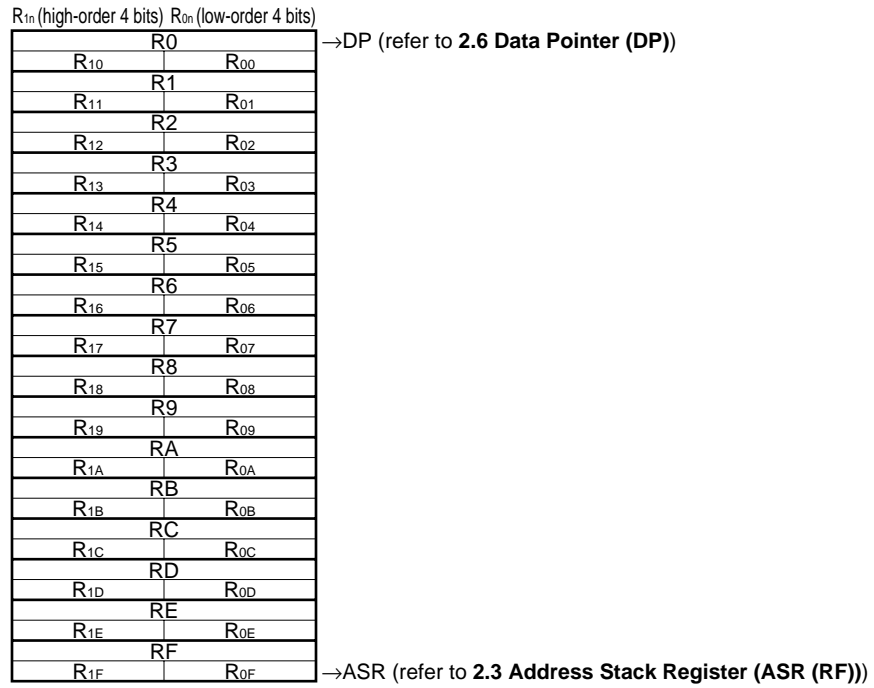 R1n (high-order 4 bits) R0n (low-order 4 bits)
R0 →DP (refer to 2.6 Data Pointer (DP))
R10 R00
R1
R11 R01
R2
R12 R02
R3
R13 R03
R4
R14 R04
R5
R15 R05
R6
R16 R06
R7
R17 R07
R8
R18 R08
R9
R19 R09
RA
R1A R0A
RB
R1B R0B
RC
R1C R0C
RD
R1D R0D
RE
R1E R0E
RF
R1F R0F →ASR (refer to 2.3 Address Stack Register (ASR (RF)))